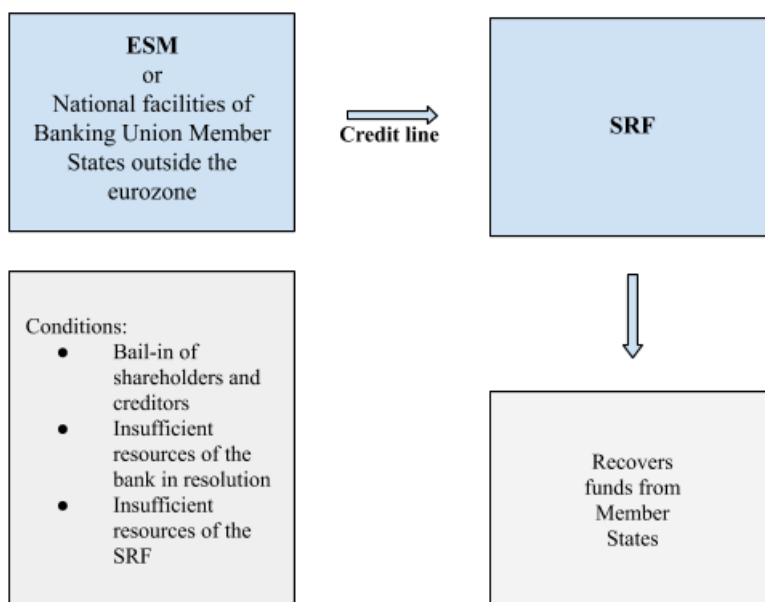 ESM
or
National facilities of
Banking Union Member
States outside the
eurozone
Credit line
SRF
Conditions:
● Bail-in of
shareholders and
creditors
● Insufficient
resources of the
bank in resolution
● Insufficient
resources of the
SRF
Recovers
funds from
Member
States